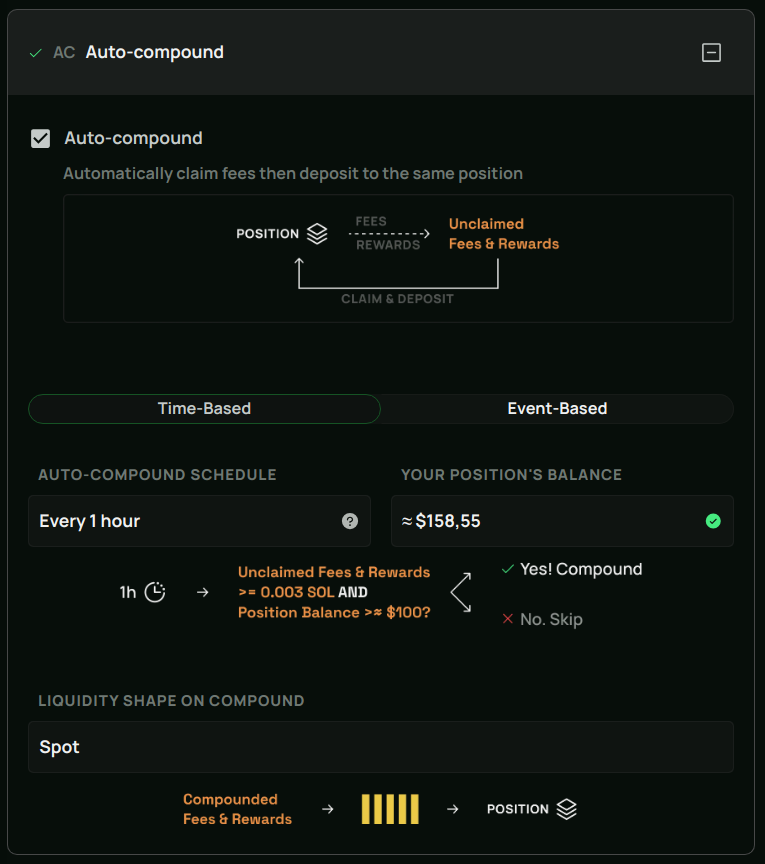 AC Auto-compound
Auto-compound
Automatically claim fees then deposit to the same position
POSITION
FEES
REWARDS
Unclaimed
Fees & Rewards
CLAIM & DEPOSIT
Time-Based
Event-Based
AUTO-COMPOUND SCHEDULE
Every 1 hour
?
YOUR POSITION'S BALANCE
≈ $158,55
1h
Unclaimed Fees & Rewards
>= 0.003 SOL AND
Position Balance >≈ $100?
Yes! Compound
No. Skip
LIQUIDITY SHAPE ON COMPOUND
Spot
Compounded
Fees & Rewards
POSITION